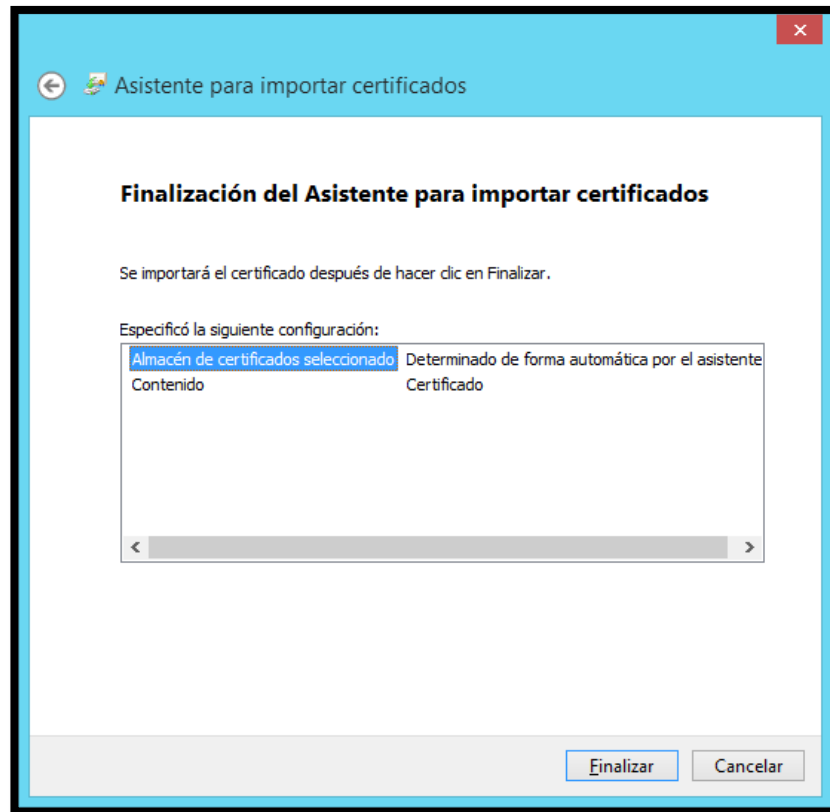 Asistente para importar certificados
Finalización del Asistente para importar certificados
Se importará el certificado después de hacer clic en Finalizar.
Especificó la siguiente configuración:
Almacén de certificados seleccionado Determinado de forma automática por el asistente
Contenido Certificado
Finalizar Cancelar